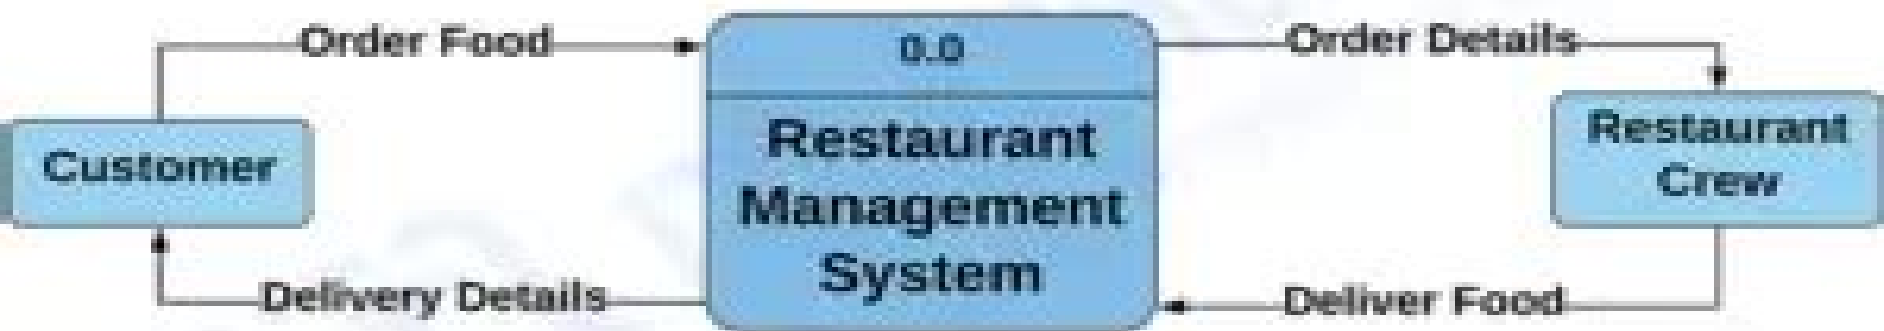 Order Food
0.0
Order Details
Customer
Restaurant
Management
System
Restaurant
Crew
Delivery Details
Deliver Food